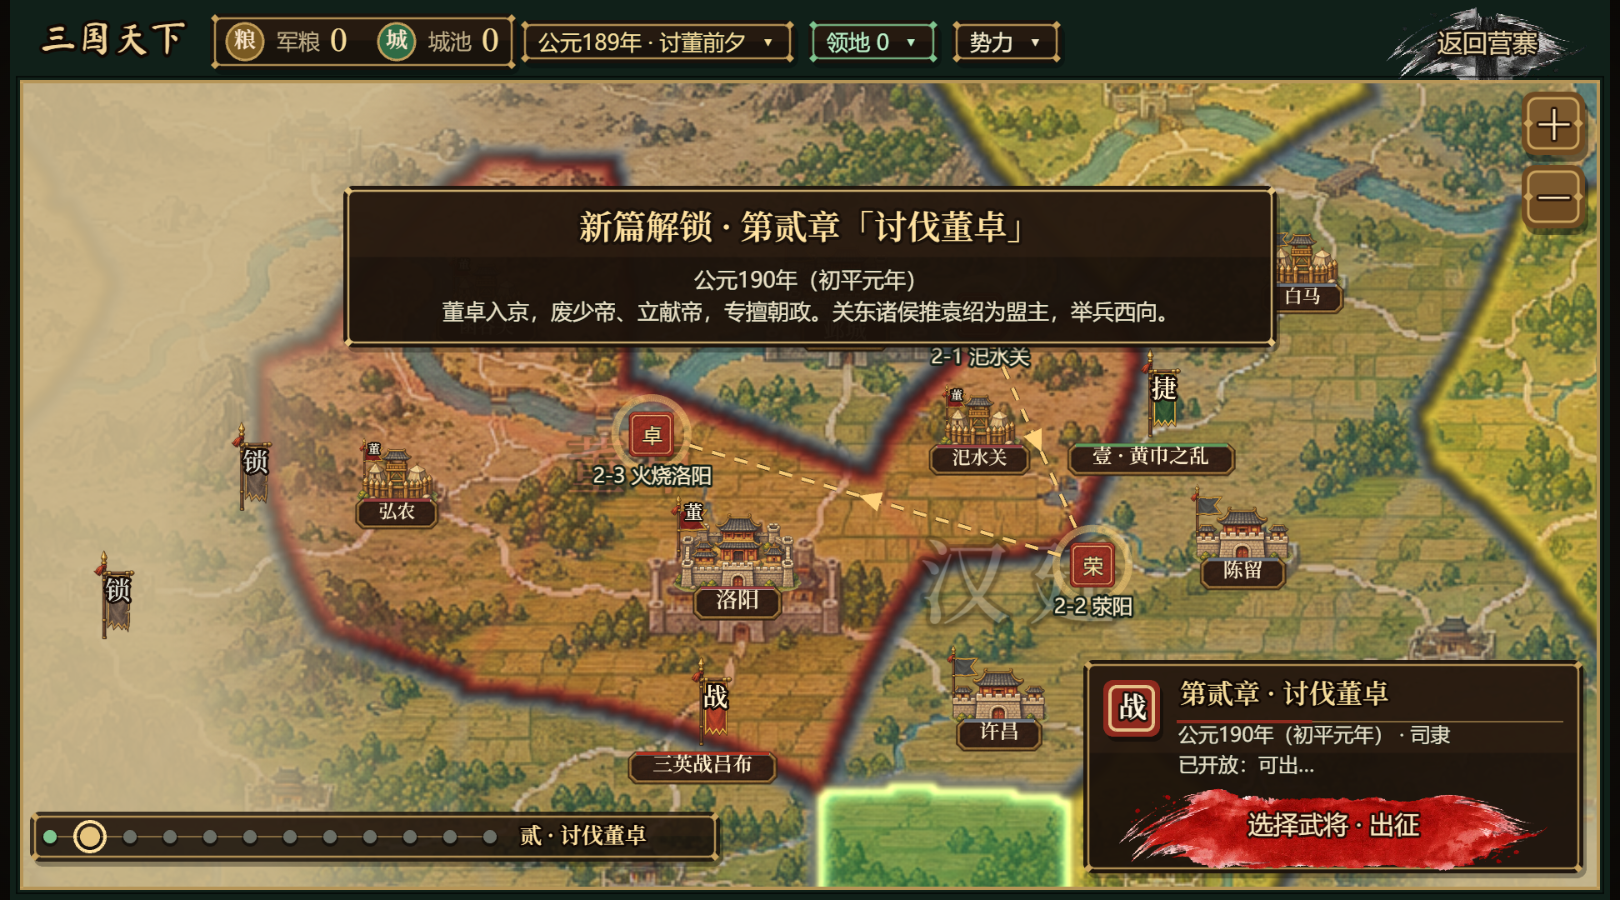 三国天下
粮 军粮 0 城 城池 0
公元189年 · 讨董前夕 ▼
领地 0 ▼
势力 ▼
返回营寨
新篇解锁 · 第贰章「讨伐董卓」
公元190年（初平元年）
董卓入京，废少帝、立献帝，专擅朝政。关东诸侯推袁绍为盟主，举兵西向。
白马
2-1 汜水关
捷
壹 · 黄巾之乱
董
汜水关
卓
2-3 火烧洛阳
锁
董
弘农
董
洛阳
汉
荥
2-2 荥阳
陈留
锁
战
三英战吕布
许昌
战
第贰章 · 讨伐董卓
公元190年（初平元年） · 司隶
已开放：可出...
选择武将 · 出征
贰 · 讨伐董卓